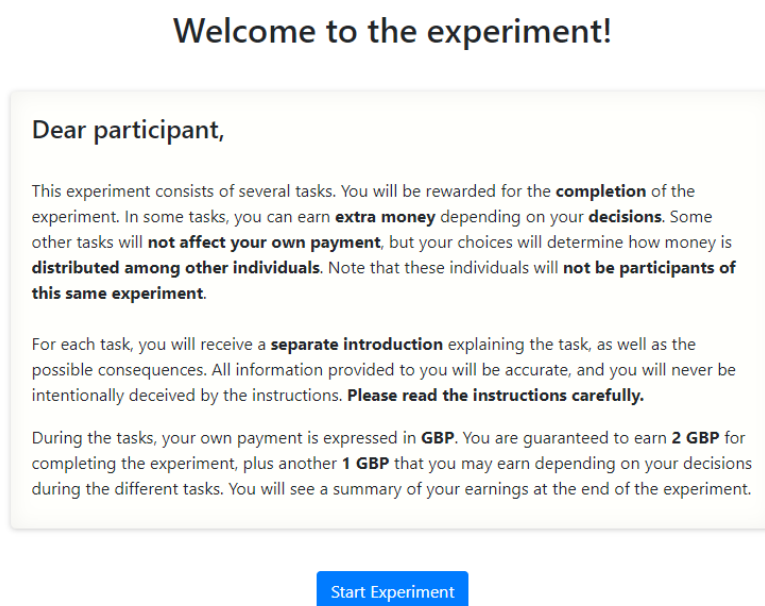 Welcome to the experiment!
Dear participant,
This experiment consists of several tasks. You will be rewarded for the completion of the
experiment. In some tasks, you can earn extra money depending on your decisions. Some
other tasks will not affect your own payment, but your choices will determine how money is
distributed among other individuals. Note that these individuals will not be participants of
this same experiment.
For each task, you will receive a separate introduction explaining the task, as well as the
possible consequences. All information provided to you will be accurate, and you will never be
intentionally deceived by the instructions. Please read the instructions carefully.
During the tasks, your own payment is expressed in GBP. You are guaranteed to earn 2 GBP for
completing the experiment, plus another 1 GBP that you may earn depending on your decisions
during the different tasks. You will see a summary of your earnings at the end of the experiment.
Start Experiment